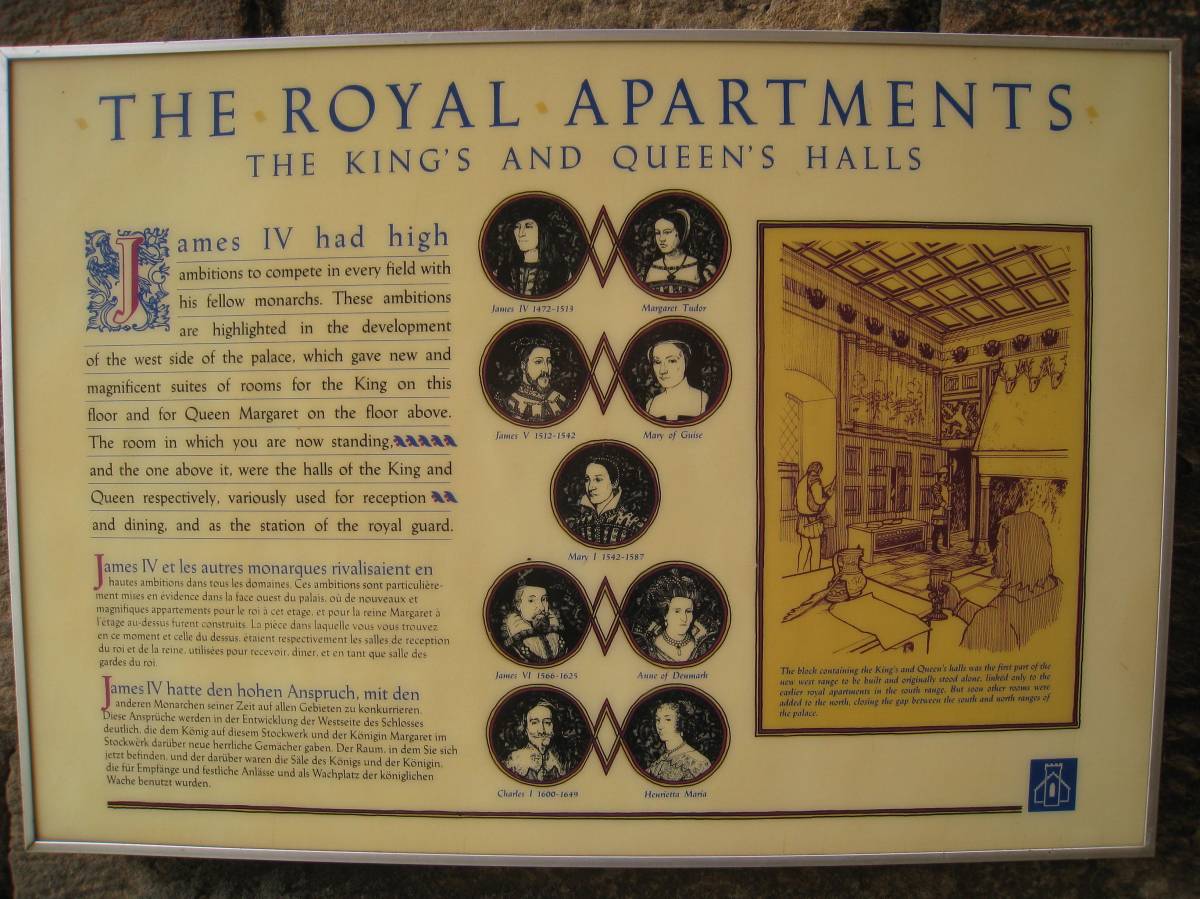 THE ROYAL APARTMENTS
THE KING'S AND QUEEN'S HALLS
James IV had high
ambitions to compete in every field with
his fellow monarchs. These ambitions
are highlighted in the development
of the west side of the palace, which gave new and
magnificent suites of rooms for the King on this
floor and for Queen Margaret on the floor above.
The room in which you are now standing,
and the one above it, were the halls of the King and
Queen respectively, variously used for reception
and dining, and as the station of the royal guard.
James IV et les autres monarques rivalisaient en
hautes ambitions dans tous les domaines. Ces ambitions sont particulière-
ment mises en évidence dans la face ouest du palais, où de nouveaux et
magnifiques appartements pour le roi à cet etage, et pour la reine Margaret à
l'étage au-dessus furent construits. La pièce dans laquelle vous vous trouvez
en ce moment et celle du dessus, étaient respectivement les salles de reception
du roi et de la reine, utilisées pour recevoir, diner, et en tant que salle des
gardes du roi.
James IV hatte den hohen Anspruch, mit den
anderen Monarchen seiner Zeit auf allen Gebieten zu konkurrieren.
Diese Ansprüche werden in der Entwicklung der Westseite des Schlosses
deutlich, die dem König auf diesem Stockwerk und der Königin Margaret im
Stockwerk darüber neue herrliche Gemächer gaben. Der Raum, in dem Sie sich
jetzt befinden, und der darüber waren die Säle des Königs und der Königin,
die für Empfänge und festliche Anlässe und als Wachplatz der königlichen
Wache benutzt wurden.
James IV 1472-1513
Margaret Tudor
James V 1512-1542
Mary of Guise
Mary I 1542-1587
James VI 1566-1625
Anne of Denmark
Charles I 1600-1649
Henrietta Maria
The block containing the King's and Queen's halls was the first part of the
new west range to be built and originally stood alone, linked only to the
earlier royal apartments in the south range. But soon other rooms were
added to the north, closing the gap between the south and north ranges of
the palace.